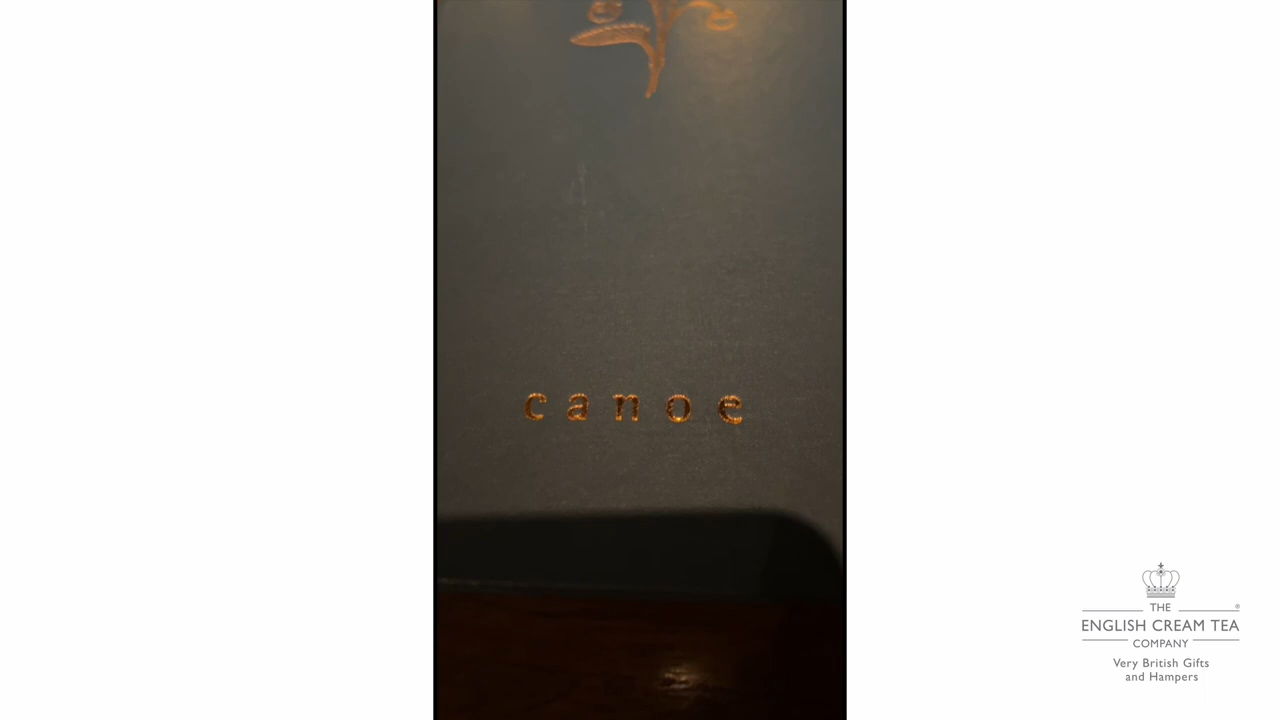 canoe
THE ®
ENGLISH CREAM TEA
COMPANY
Very British Gifts
and Hampers